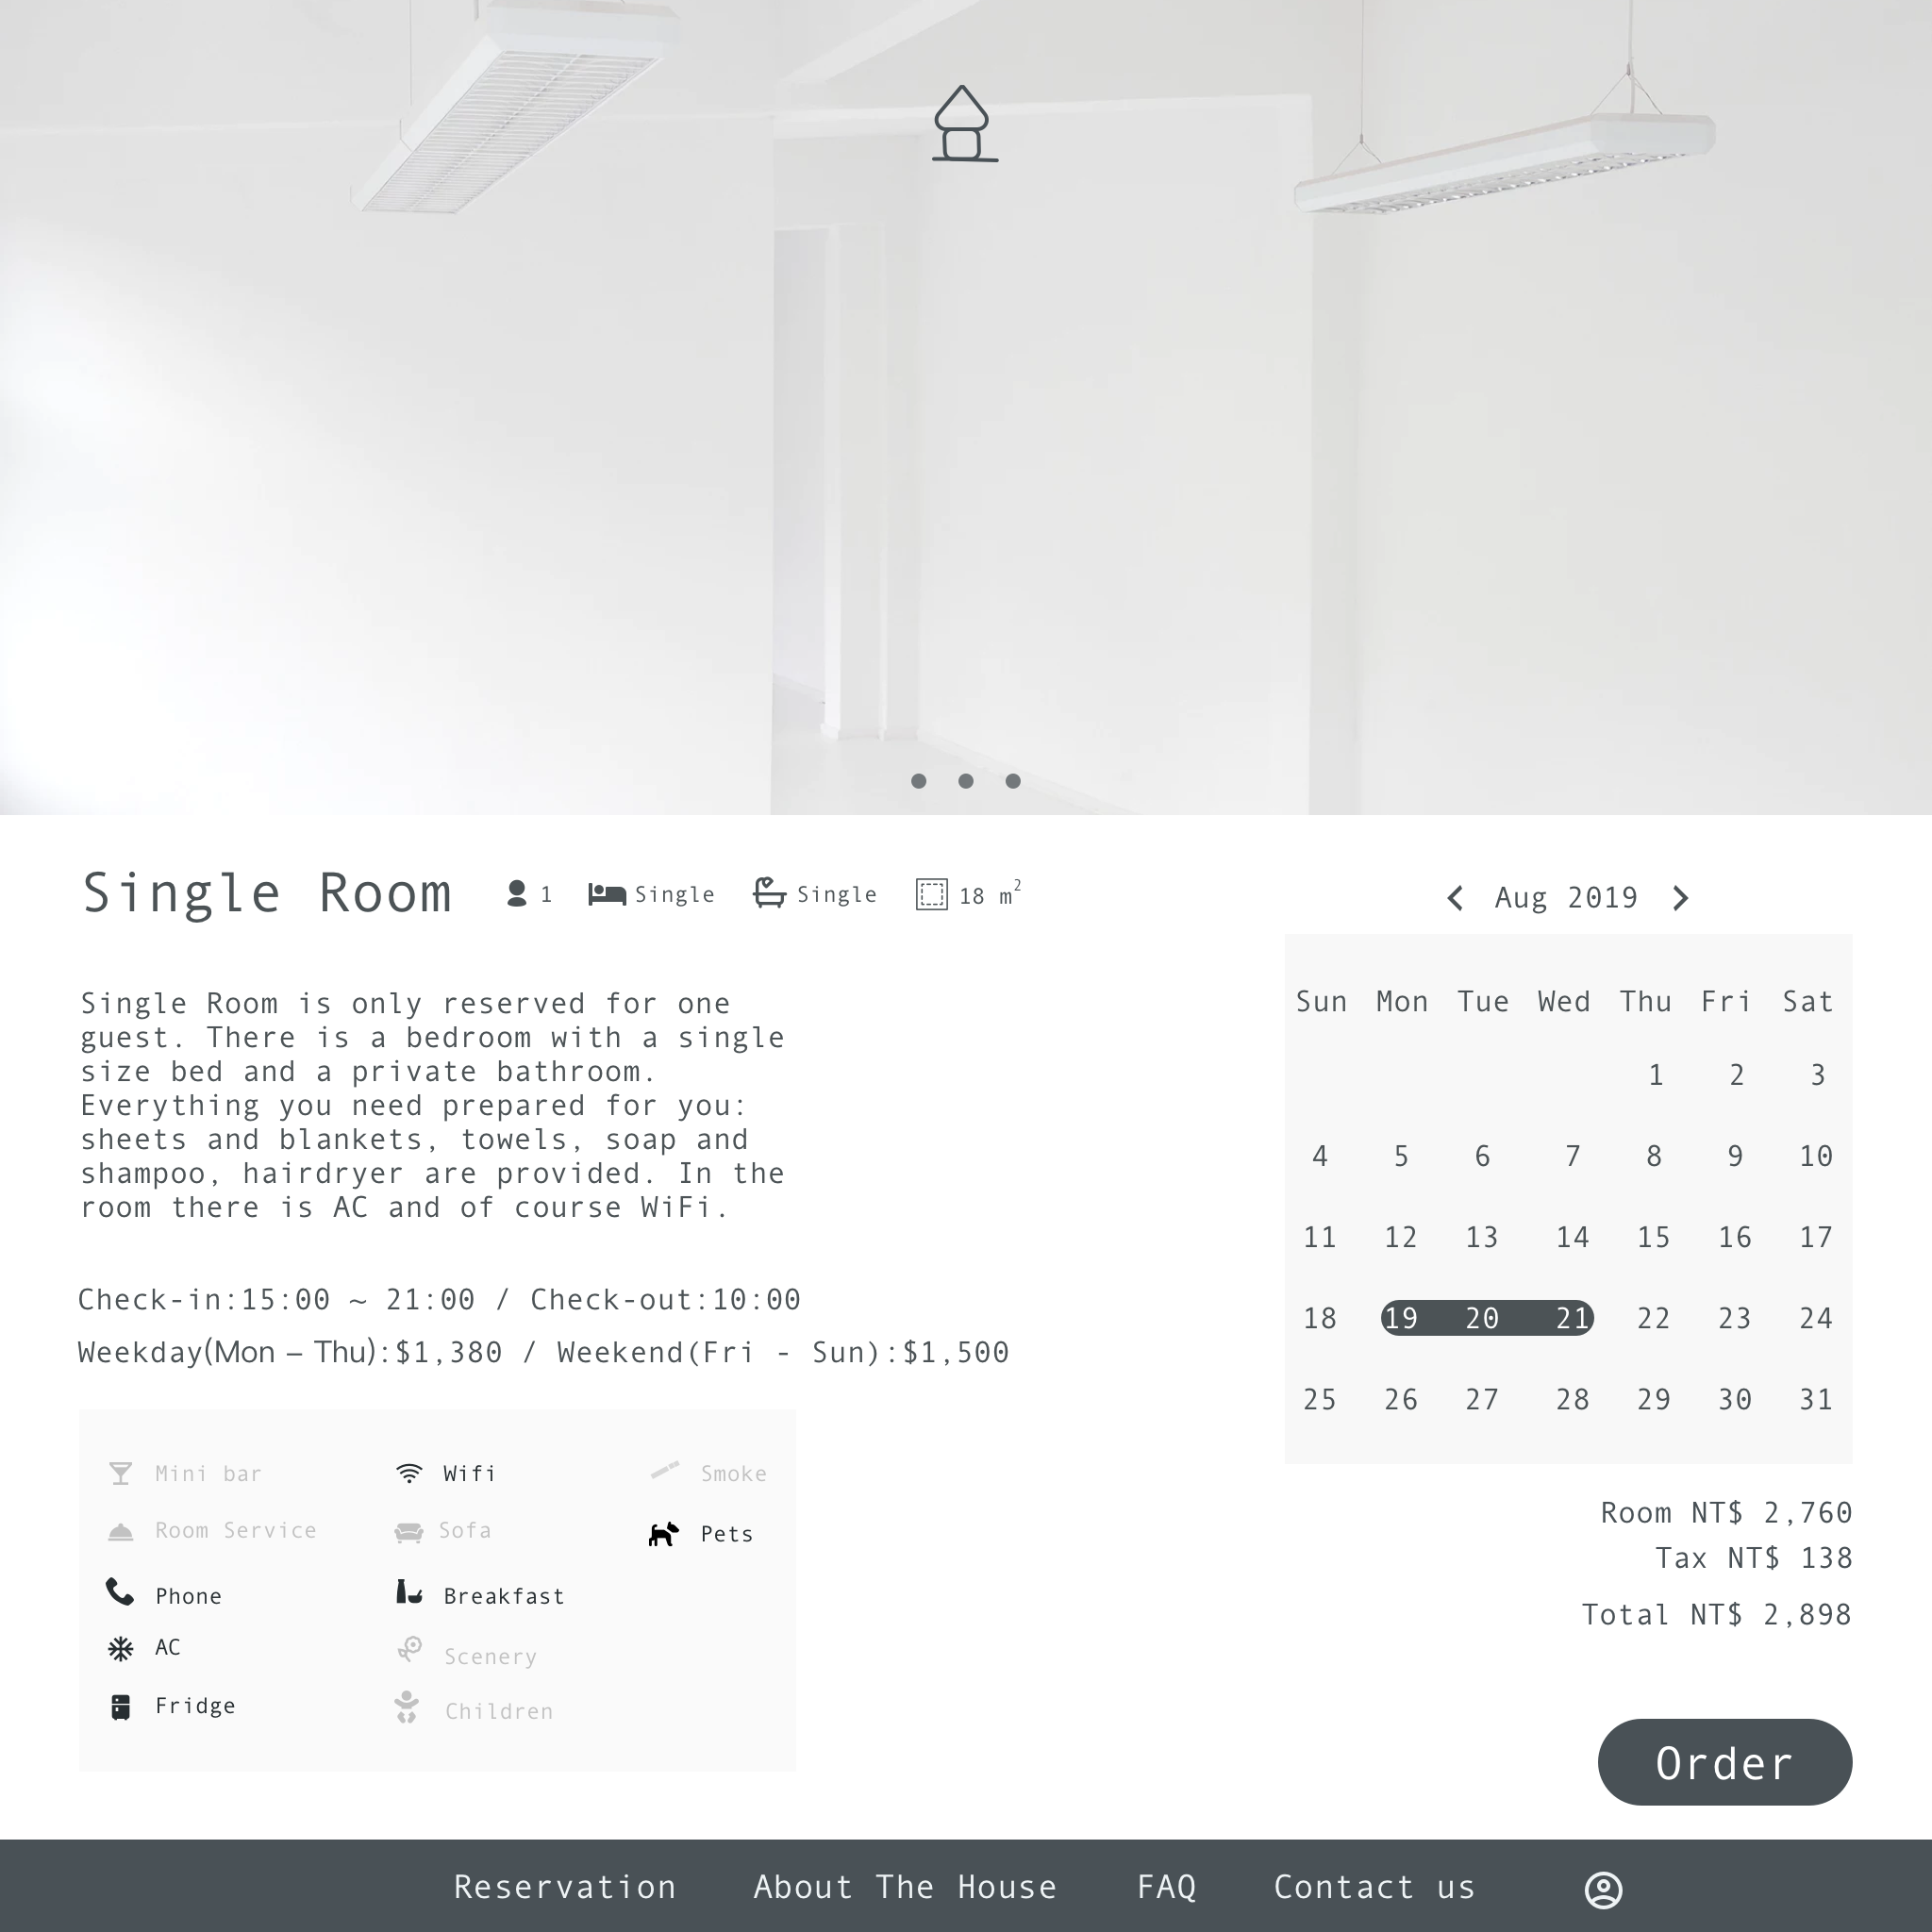 Single Room
1
Single
Single
18 m²
Single Room is only reserved for one
guest. There is a bedroom with a single
size bed and a private bathroom.
Everything you need prepared for you:
sheets and blankets, towels, soap and
shampoo, hairdryer are provided. In the
room there is AC and of course WiFi.
Check-in:15:00 ~ 21:00 / Check-out:10:00
Weekday(Mon – Thu):$1,380 / Weekend(Fri - Sun):$1,500
Mini bar
Wifi
Smoke
Room Service
Sofa
Pets
Phone
Breakfast
AC
Scenery
Fridge
Children
Aug 2019
Sun Mon Tue Wed Thu Fri Sat
1 2 3
4 5 6 7 8 9 10
11 12 13 14 15 16 17
18 19 20 21 22 23 24
25 26 27 28 29 30 31
Room NT$ 2,760
Tax NT$ 138
Total NT$ 2,898
Order
Reservation About The House FAQ Contact us